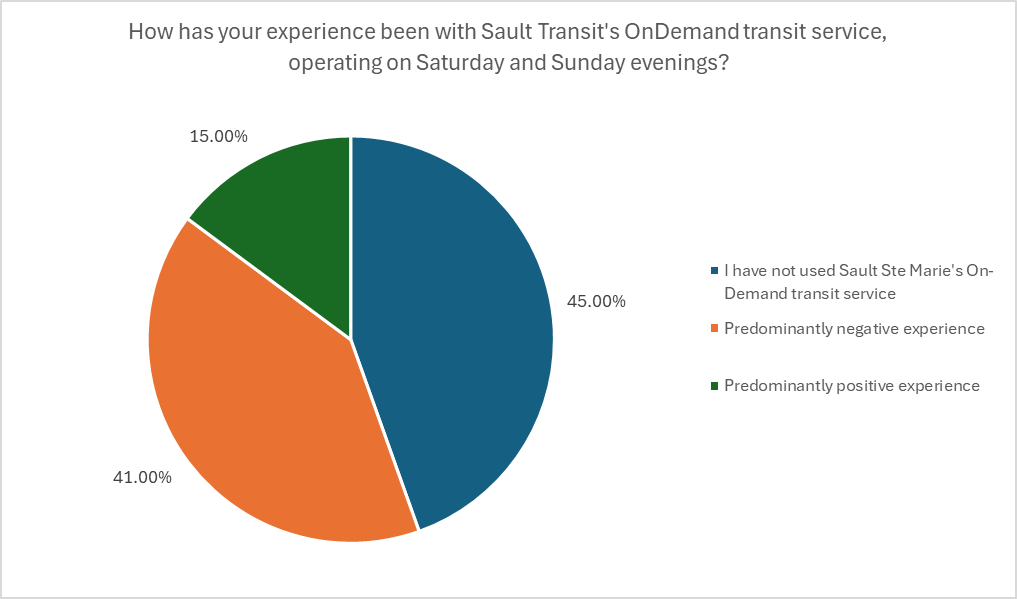 How has your experience been with Sault Transit's OnDemand transit service,
operating on Saturday and Sunday evenings?
15.00%
45.00%
41.00%
I have not used Sault Ste Marie's On-
Demand transit service
Predominantly negative experience
Predominantly positive experience